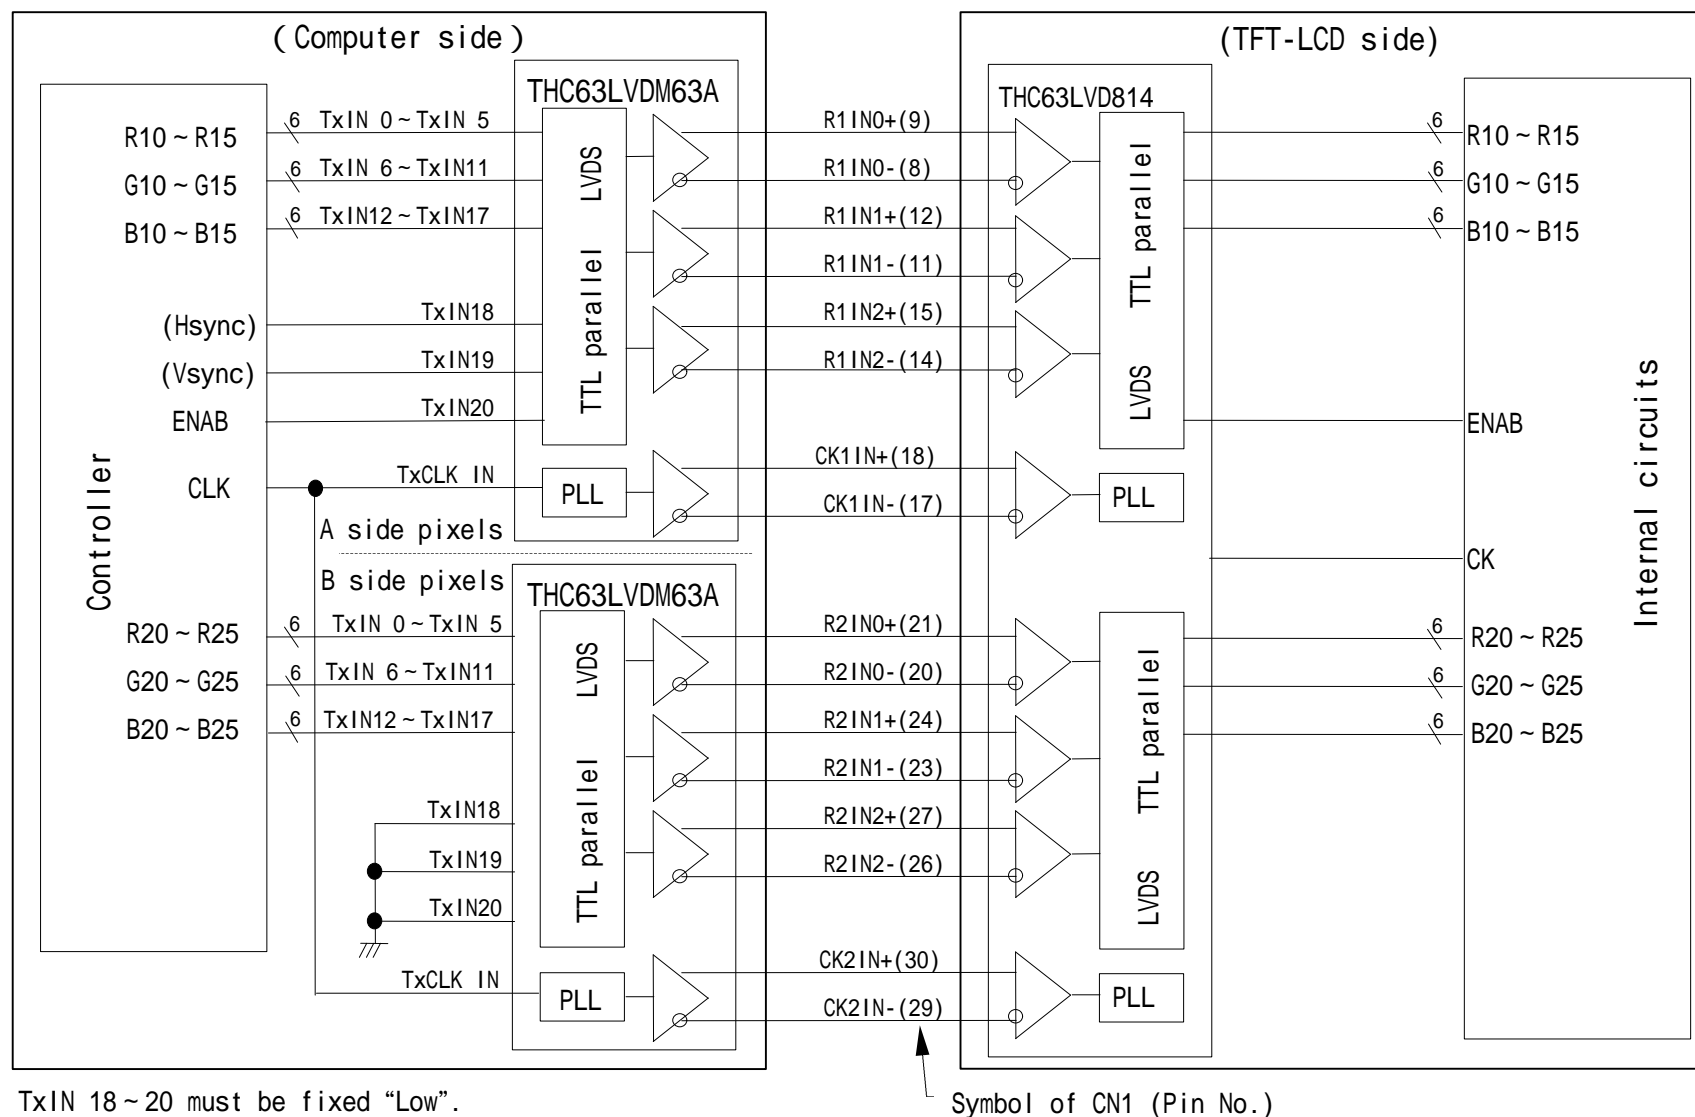 (Computer side)
(TFT-LCD side)
THC63LVDM63A
THC63LVD814
R10~R15
6
TxIN 0~TxIN 5
G10~G15
6
TxIN 6~TxIN11
B10~B15
6
TxIN12~TxIN17
(Hsync)
TxIN18
(Vsync)
TxIN19
ENAB
TxIN20
CLK
TxCLK IN
Controller
LVDS
TTL parallel
PLL
A side pixels
B side pixels
THC63LVDM63A
R20~R25
6
TxIN 0~TxIN 5
G20~G25
6
TxIN 6~TxIN11
B20~B25
6
TxIN12~TxIN17
TxIN18
TxIN19
TxIN20
TxCLK IN
LVDS
TTL parallel
PLL
R1IN0+(9)
R1IN0-(8)
R1IN1+(12)
R1IN1-(11)
R1IN2+(15)
R1IN2-(14)
CK1IN+(18)
CK1IN-(17)
R2IN0+(21)
R2IN0-(20)
R2IN1+(24)
R2IN1-(23)
R2IN2+(27)
R2IN2-(26)
CK2IN+(30)
CK2IN-(29)
TTL parallel
LVDS
PLL
TTL parallel
LVDS
PLL
6
R10~R15
6
G10~G15
6
B10~B15
ENAB
CK
6
R20~R25
6
G20~G25
6
B20~B25
Internal circuits
TxIN 18~20 must be fixed “Low”.
Symbol of CN1 (Pin No.)